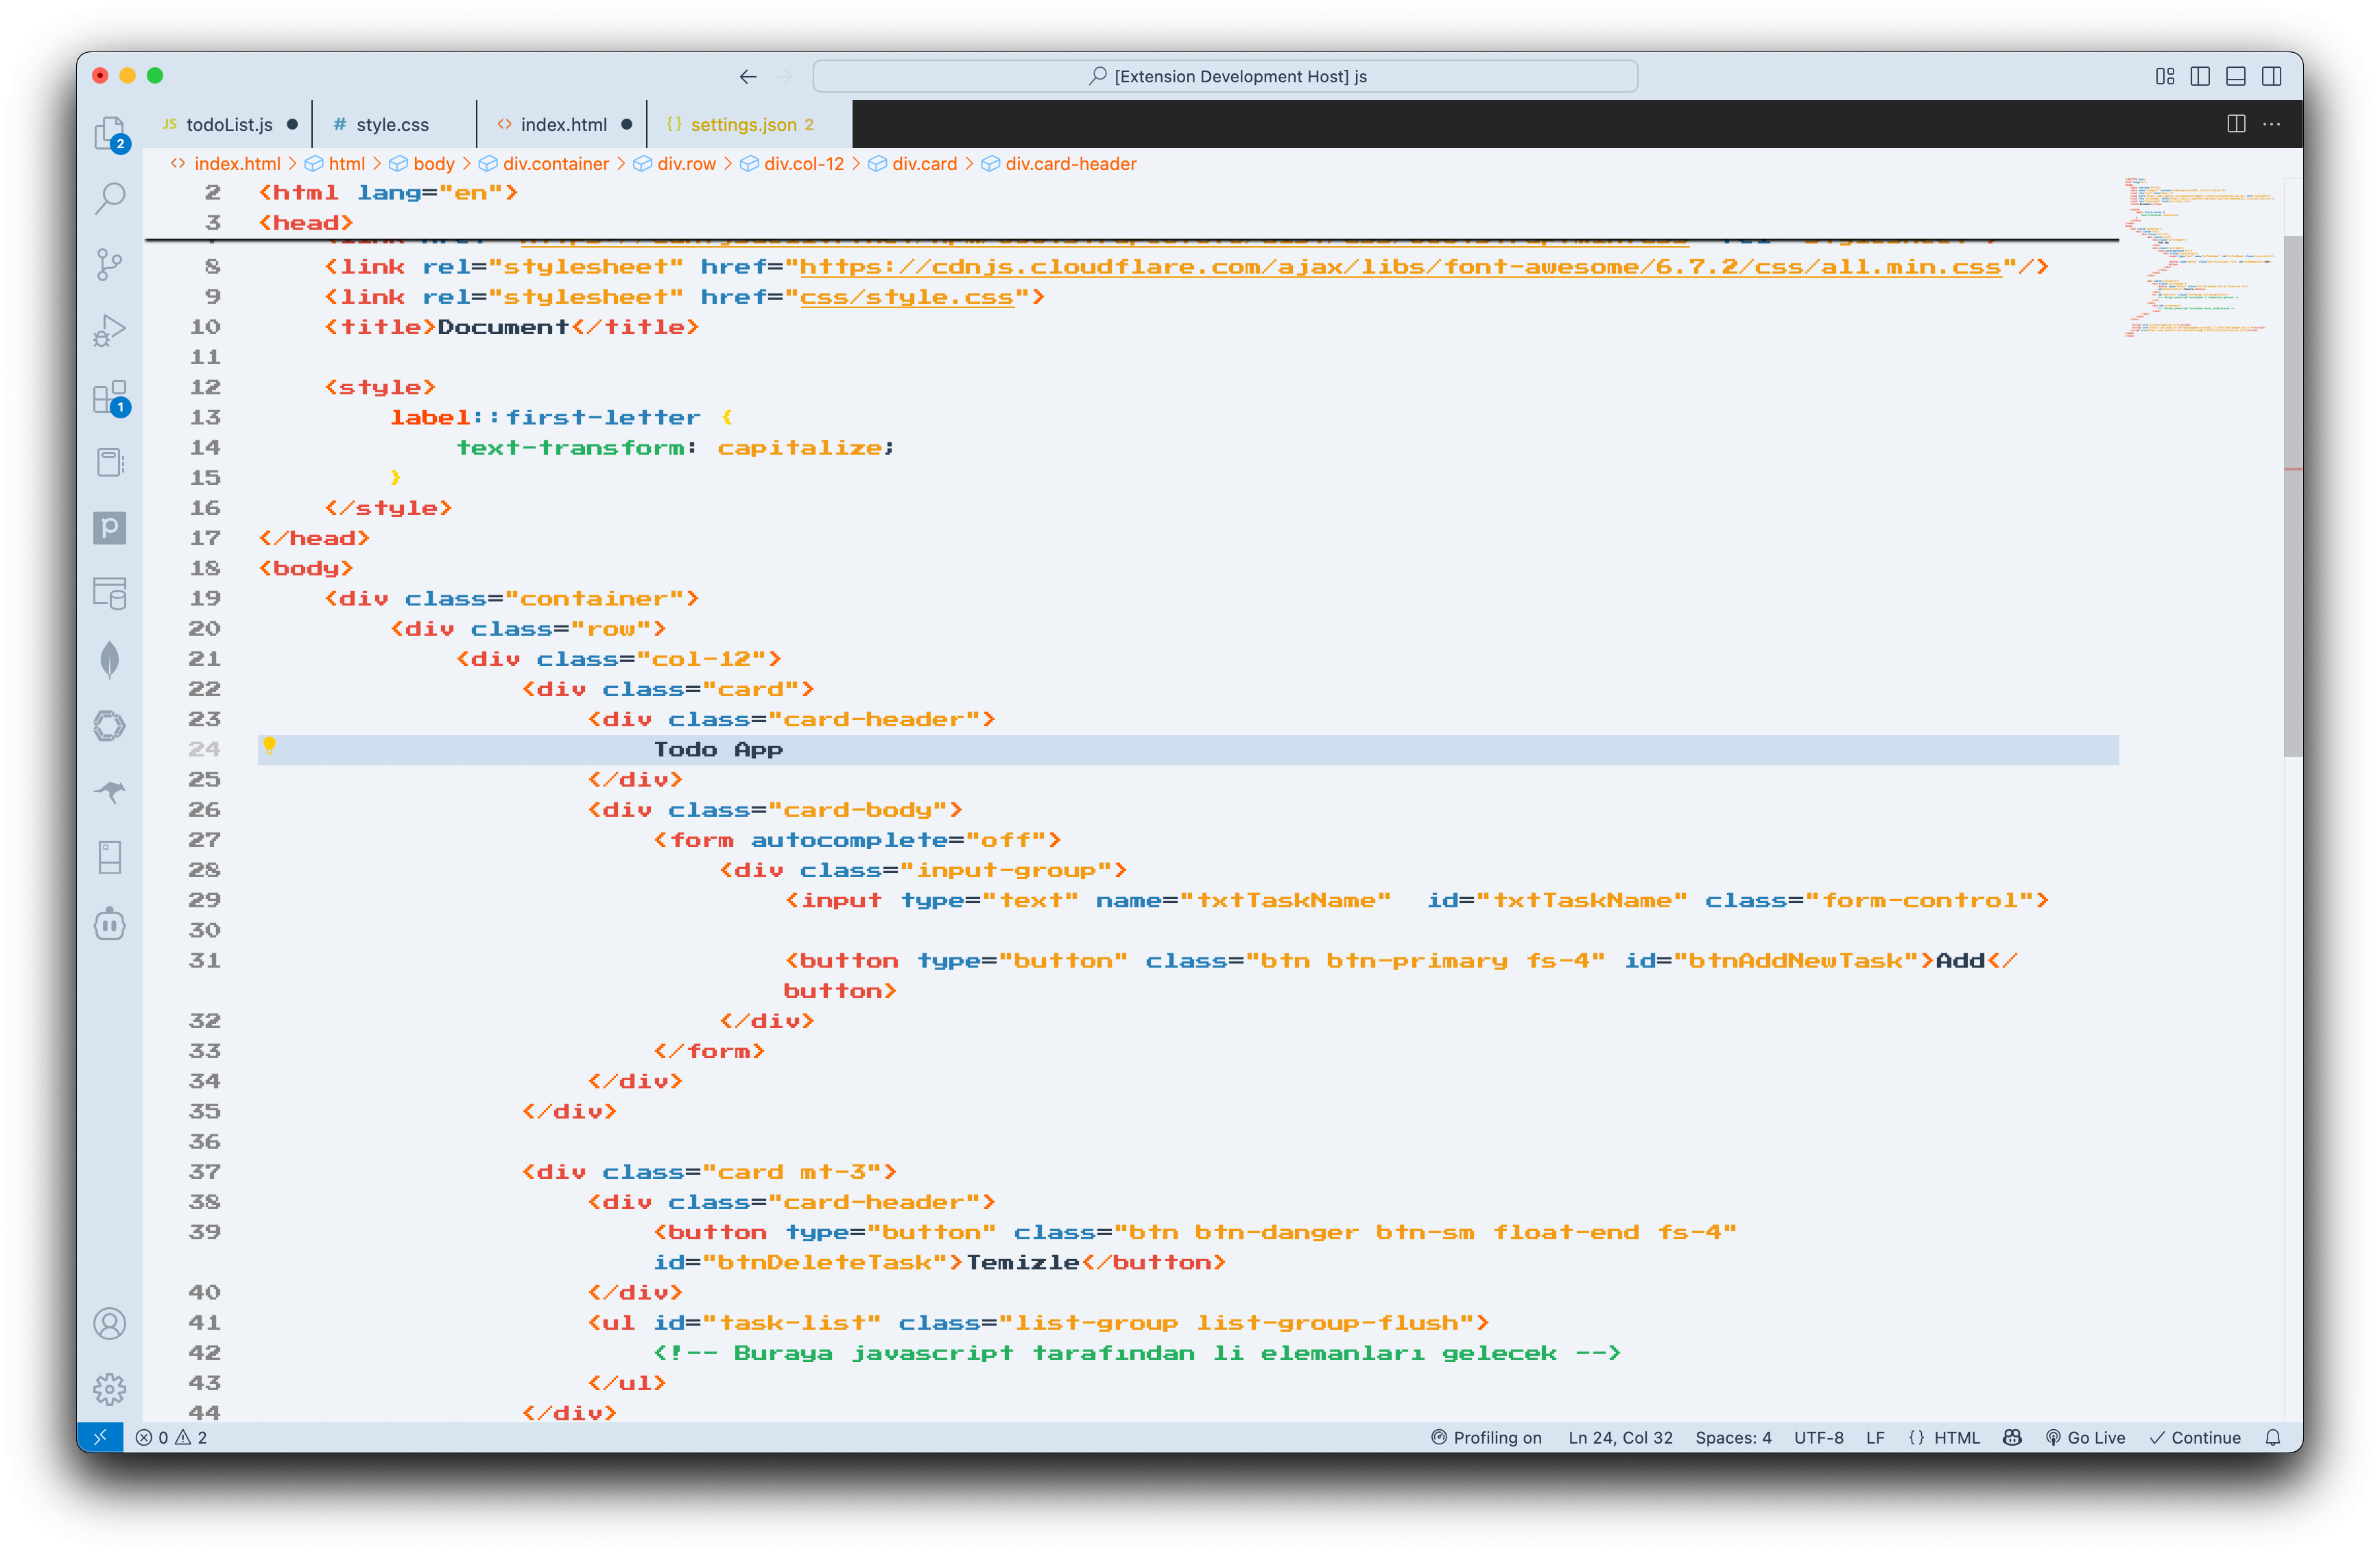 [Extension Development Host] js
JS todoList.js
# style.css
<> index.html
{} settings.json 2
<> index.html > html > body > div.container > div.row > div.col-12 > div.card > div.card-header
2 <html lang="en">
3 <head>
8 <link rel="stylesheet" href="https://cdnjs.cloudflare.com/ajax/libs/font-awesome/6.7.2/css/all.min.css"/>
9 <link rel="stylesheet" href="css/style.css">
10 <title>Document</title>
11
12 <style>
13 label::first-letter {
14 text-transform: capitalize;
15 }
16 </style>
17 </head>
18 <body>
19 <div class="container">
20 <div class="row">
21 <div class="col-12">
22 <div class="card">
23 <div class="card-header">
24 Todo App
25 </div>
26 <div class="card-body">
27 <form autocomplete="off">
28 <div class="input-group">
29 <input type="text" name="txtTaskName"  id="txtTaskName" class="form-control">
30
31 <button type="button" class="btn btn-primary fs-4" id="btnAddNewTask">Add</
button>
32 </div>
33 </form>
34 </div>
35 </div>
36
37 <div class="card mt-3">
38 <div class="card-header">
39 <button type="button" class="btn btn-danger btn-sm float-end fs-4"
id="btnDeleteTask">Temizle</button>
40 </div>
41 <ul id="task-list" class="list-group list-group-flush">
42 <!-- Buraya javascript tarafından li elemanları gelecek -->
43 </ul>
44 </div>
2
1
0 2
Profiling on
Ln 24, Col 32
Spaces: 4
UTF-8
LF
{} HTML
Go Live
Continue